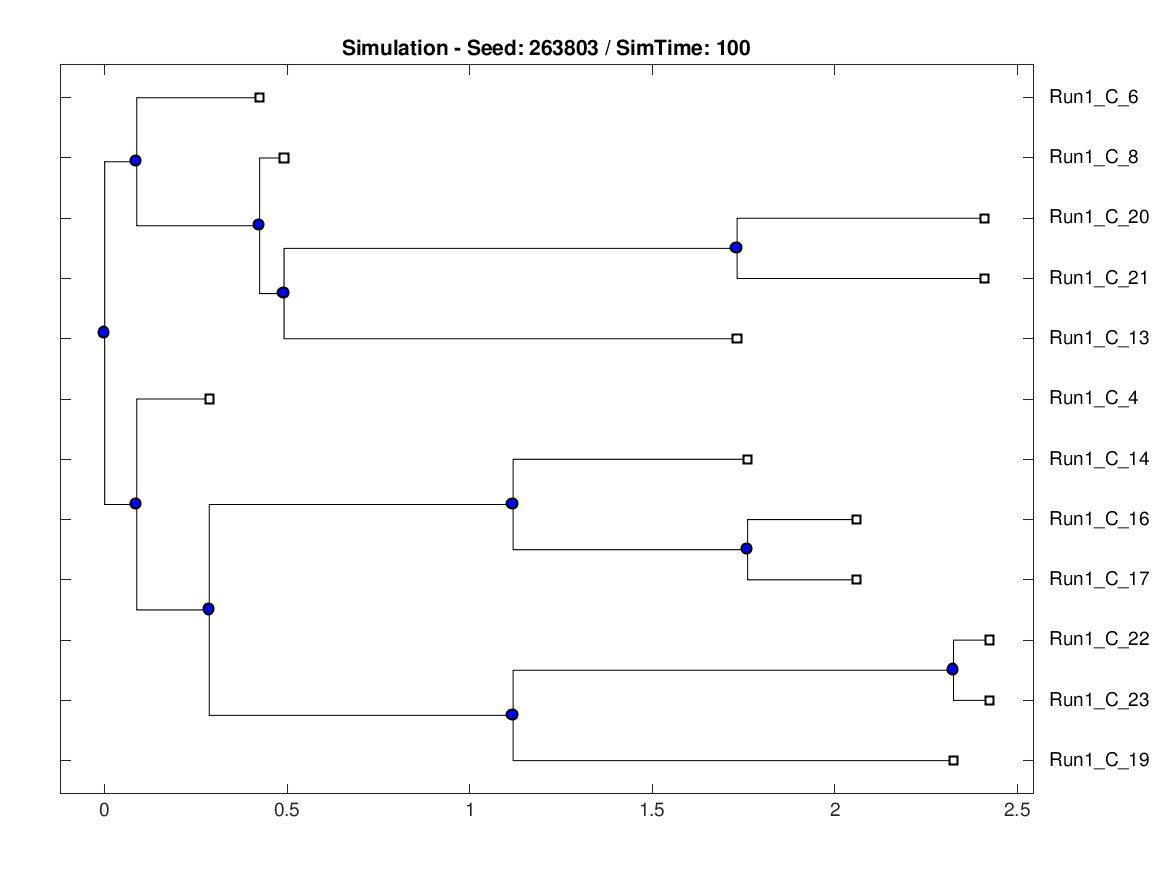 Simulation - Seed: 263803 / SimTime: 100
Run1_C_6
Run1_C_8
Run1_C_20
Run1_C_21
Run1_C_13
Run1_C_4
Run1_C_14
Run1_C_16
Run1_C_17
Run1_C_22
Run1_C_23
Run1_C_19
0 0.5 1 1.5 2 2.5